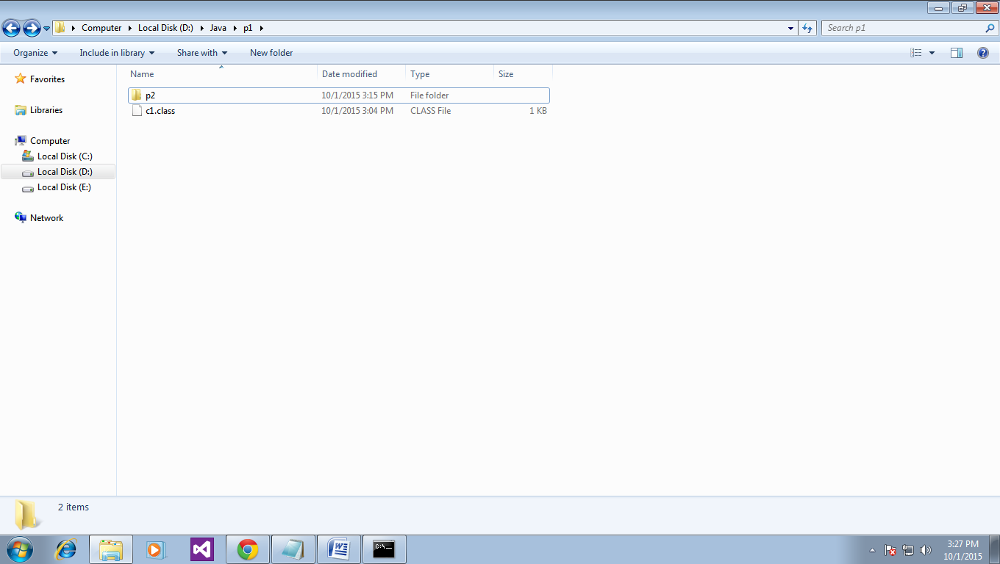 Computer Local Disk (D:) Java p1 Search p1
Organize Include in library Share with New folder
Favorites
Libraries
Computer
Local Disk (C:)
Local Disk (D:)
Local Disk (E:)
Network
Name Date modified Type Size
p2 10/1/2015 3:15 PM File folder
c1.class 10/1/2015 3:04 PM CLASS File 1 KB
2 items
C:\
3:27 PM
10/1/2015